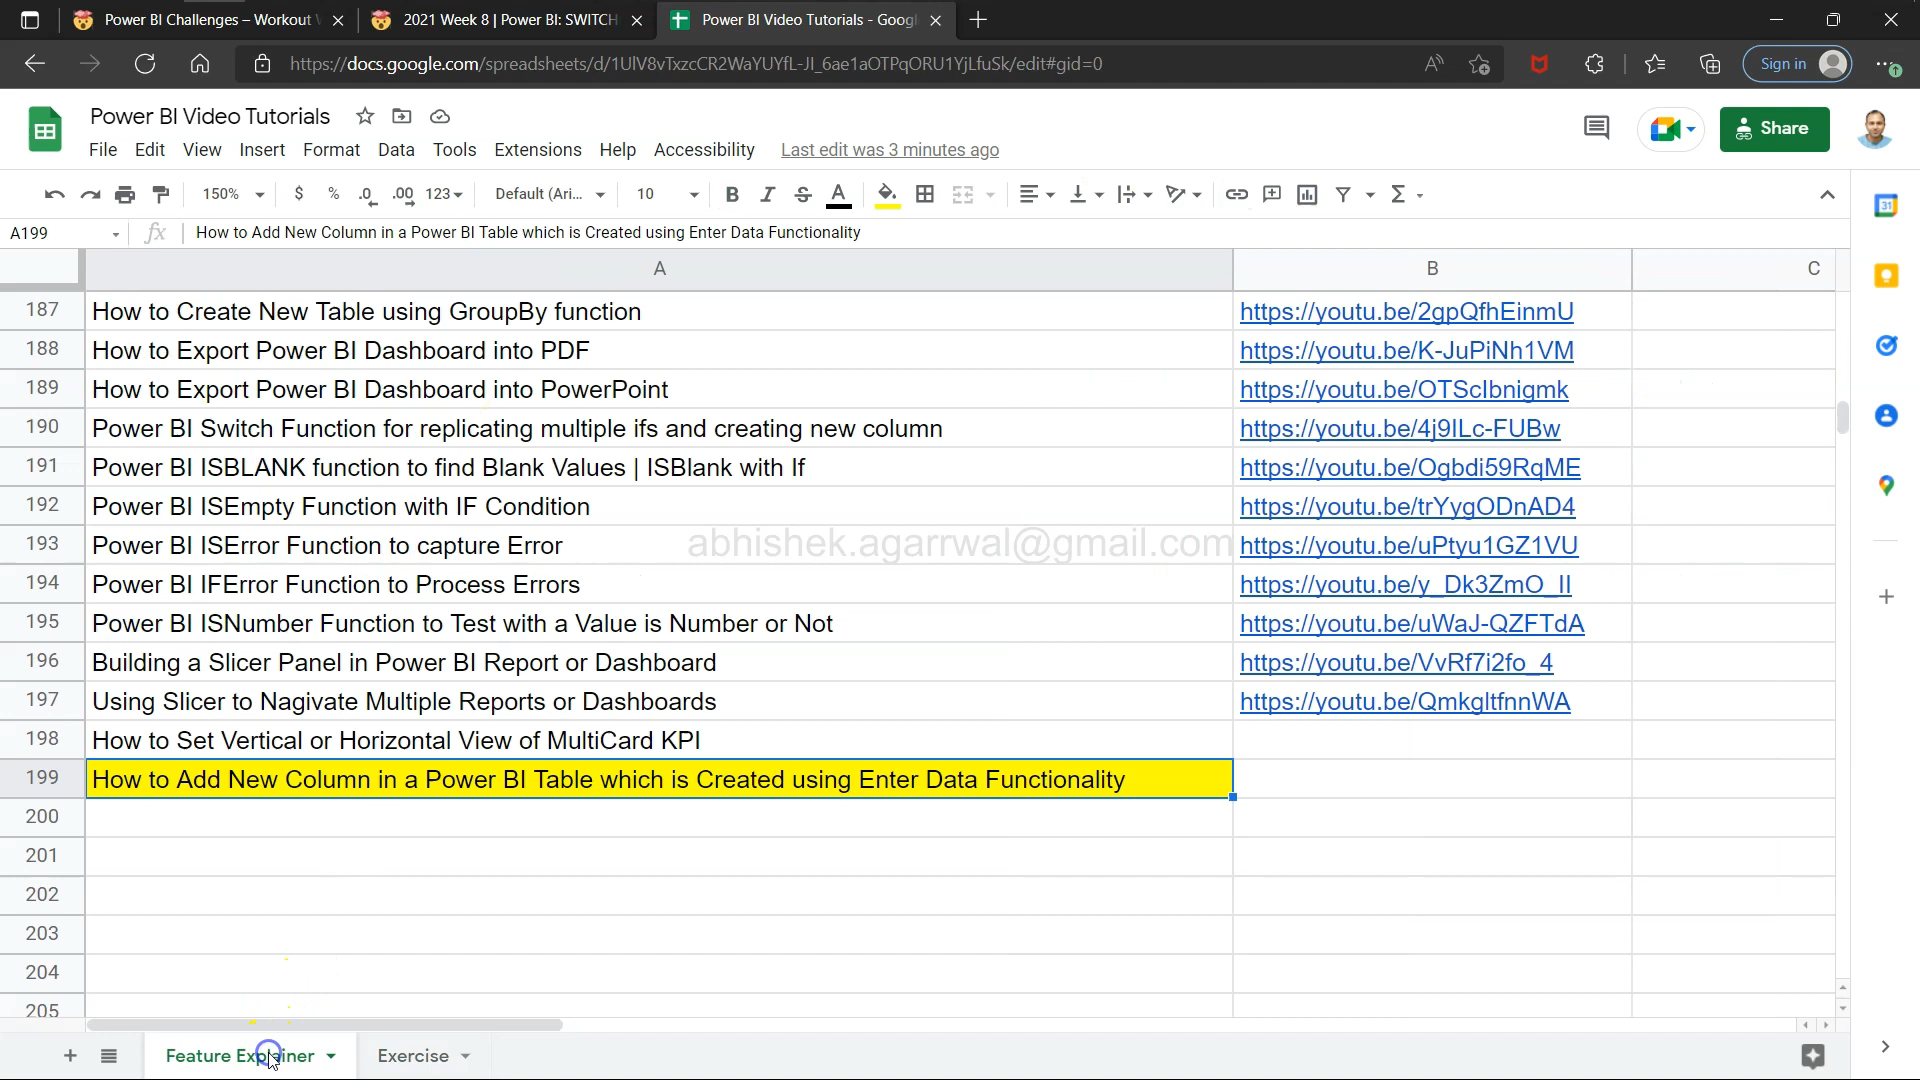 Power BI Challenges – Workout
2021 Week 8 | Power BI: SWITCH
Power BI Video Tutorials - Googl
https://docs.google.com/spreadsheets/d/1UlV8vTxzcCR2WaYUYfL-JI_6ae1aOTPqORU1YjLfuSk/edit#gid=0
Sign in
Power BI Video Tutorials
File Edit View Insert Format Data Tools Extensions Help Accessibility Last edit was 3 minutes ago
Share
150% $ % .0 .00 123 Default (Ari... 10 B I S A
A199 fx How to Add New Column in a Power BI Table which is Created using Enter Data Functionality
A B C
187 How to Create New Table using GroupBy function https://youtu.be/2gpQfhEinmU
188 How to Export Power BI Dashboard into PDF https://youtu.be/K-JuPiNh1VM
189 How to Export Power BI Dashboard into PowerPoint https://youtu.be/OTSclbnigmk
190 Power BI Switch Function for replicating multiple ifs and creating new column https://youtu.be/4j9ILc-FUBw
191 Power BI ISBLANK function to find Blank Values | ISBlank with If https://youtu.be/Ogbdi59RqME
192 Power BI ISEmpty Function with IF Condition https://youtu.be/trYygODnAD4
193 Power BI ISError Function to capture Error https://youtu.be/uPtyu1GZ1VU
abhishek.agarrwal@gmail.com
194 Power BI IFError Function to Process Errors https://youtu.be/y_Dk3ZmO_II
195 Power BI ISNumber Function to Test with a Value is Number or Not https://youtu.be/uWaJ-QZFTdA
196 Building a Slicer Panel in Power BI Report or Dashboard https://youtu.be/VvRf7i2fo_4
197 Using Slicer to Nagivate Multiple Reports or Dashboards https://youtu.be/QmkgltfnnWA
198 How to Set Vertical or Horizontal View of MultiCard KPI
199 How to Add New Column in a Power BI Table which is Created using Enter Data Functionality
200
201
202
203
204
205
Feature Explainer Exercise